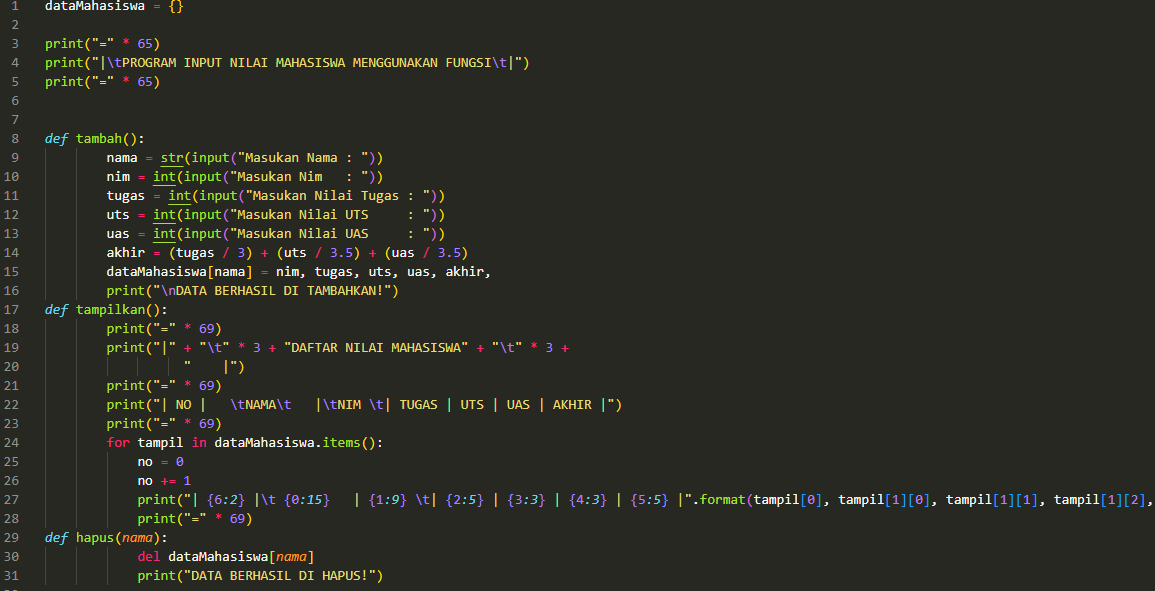 1 dataMahasiswa = {}
2
3 print("=" * 65)
4 print("|\tPROGRAM INPUT NILAI MAHASISWA MENGGUNAKAN FUNGSI\t|")
5 print("=" * 65)
6
7
8 def tambah():
9 nama = str(input("Masukan Nama : "))
10 nim = int(input("Masukan Nim   : "))
11 tugas = int(input("Masukan Nilai Tugas : "))
12 uts = int(input("Masukan Nilai UTS     : "))
13 uas = int(input("Masukan Nilai UAS     : "))
14 akhir = (tugas / 3) + (uts / 3.5) + (uas / 3.5)
15 dataMahasiswa[nama] = nim, tugas, uts, uas, akhir,
16 print("\nDATA BERHASIL DI TAMBAHKAN!")
17 def tampilkan():
18 print("=" * 69)
19 print("|" + "\t" * 3 + "DAFTAR NILAI MAHASISWA" + "\t" * 3 +
20 "    |")
21 print("=" * 69)
22 print("| NO |   \tNAMA\t   |\tNIM \t| TUGAS | UTS | UAS | AKHIR |")
23 print("=" * 69)
24 for tampil in dataMahasiswa.items():
25 no = 0
26 no += 1
27 print("| {6:2} |\t {0:15}   | {1:9} \t| {2:5} | {3:3} | {4:3} | {5:5} |".format(tampil[0], tampil[1][0], tampil[1][1], tampil[1][2],
28 print("=" * 69)
29 def hapus(nama):
30 del dataMahasiswa[nama]
31 print("DATA BERHASIL DI HAPUS!")